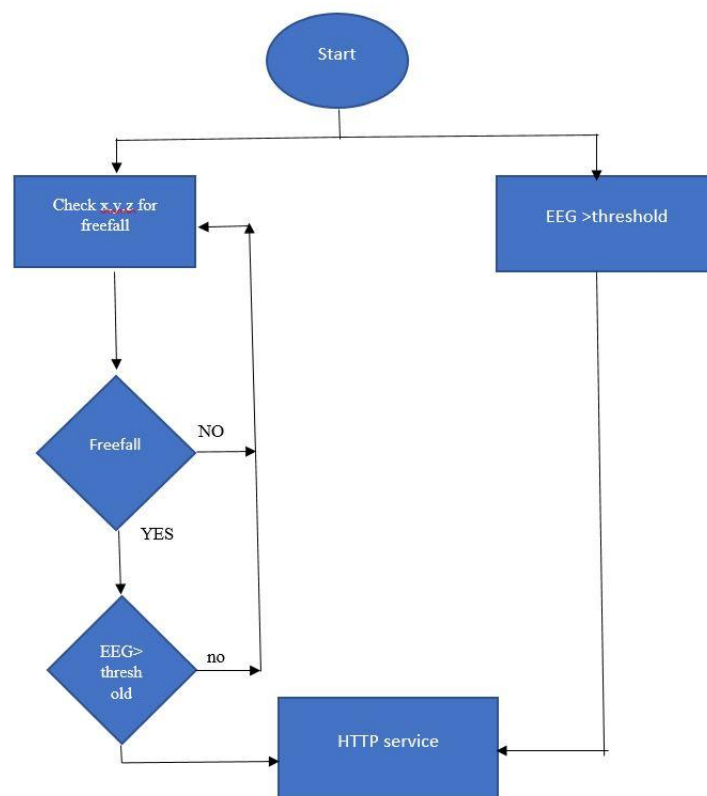 Start
Check x,y,z for
freefall
EEG >threshold
Freefall
NO
YES
EEG>
thresh
old
no
HTTP service